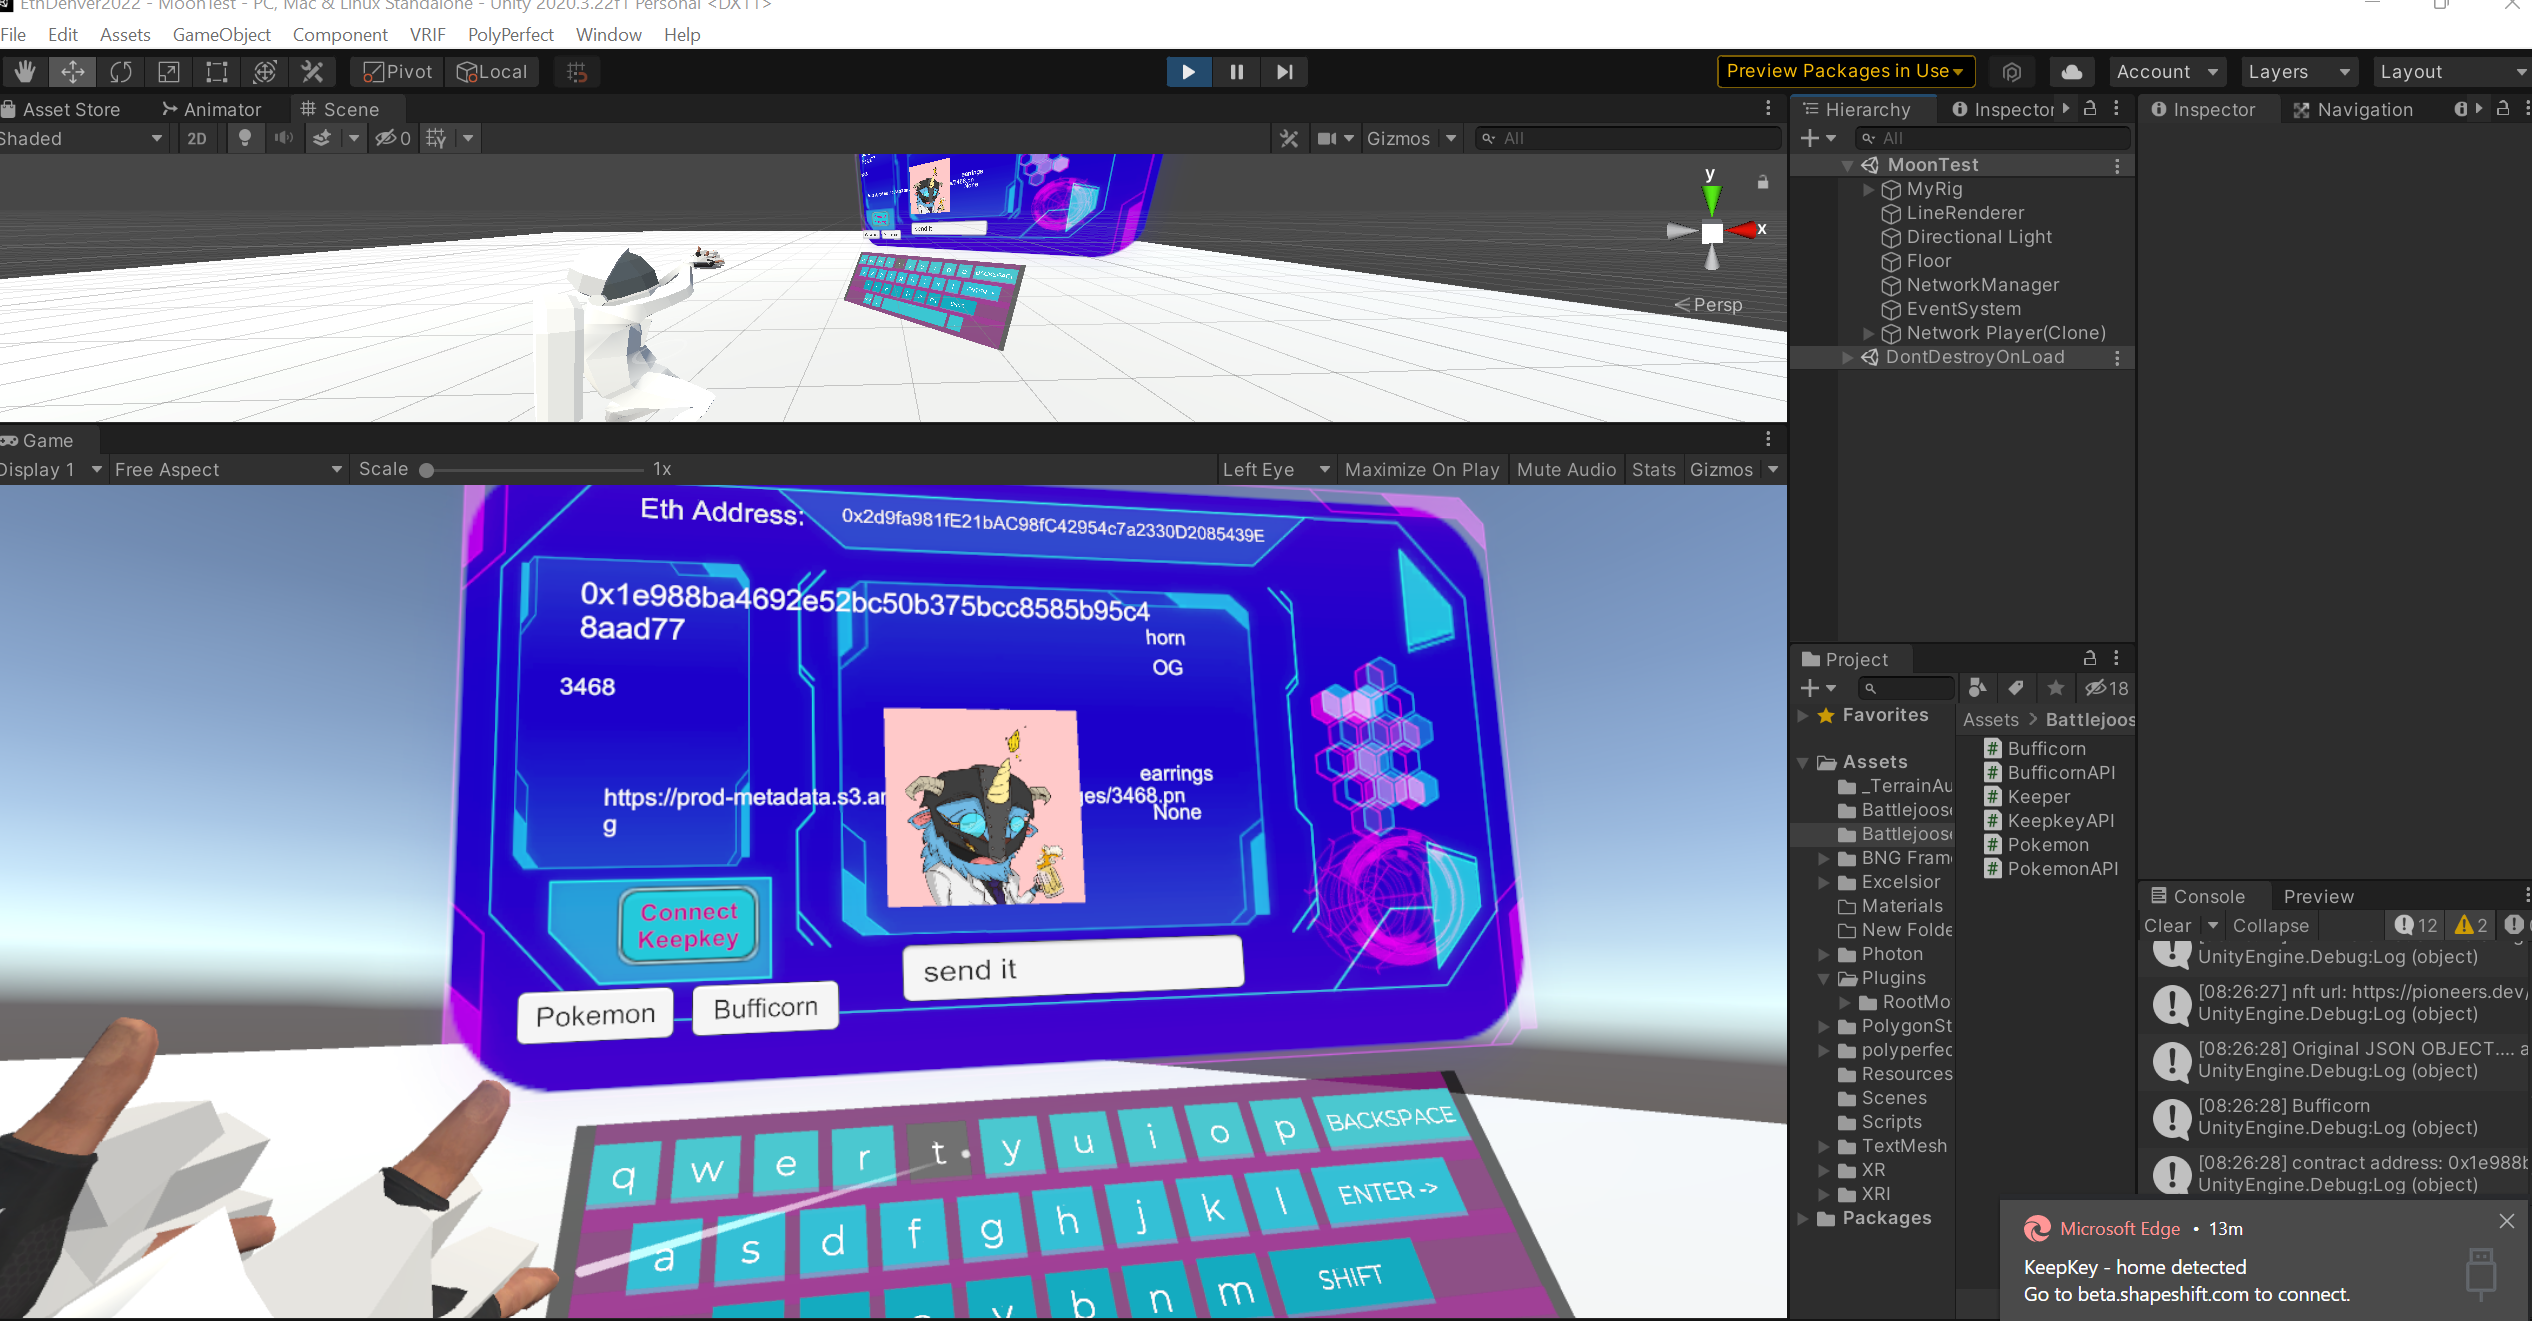 EthDenver2022 - MoonTest - PC, Mac & Linux Standalone - Unity 2020.3.22f1 Personal <DX11>
File Edit Assets GameObject Component VRIF PolyPerfect Window Help
Pivot Local
Preview Packages in Use
Account Layers Layout
Asset Store Animator Scene
Shaded 2D 0 Gizmos All
y
x
Persp
send it
BACKSPACE
Game
Display 1 Free Aspect Scale 1x Left Eye Maximize On Play Mute Audio Stats Gizmos
Eth Address: 0x2d9fa981fE21bAC98fC42954c7a2330D2085439E
0x1e988ba4692e52bc50b375bcc8585b95c4
8aad77
horn
OG
3468
earrings
https://prod-metadata.s3.ar
ges/3468.pn
g
None
Connect
Keepkey
send it
Pokemon Bufficorn
q w e r t y u i o p BACKSPACE
a s d f g h j k l ENTER ->
v b n m SHIFT
Hierarchy Inspector
All
MoonTest
MyRig
LineRenderer
Directional Light
Floor
NetworkManager
EventSystem
Network Player(Clone)
DontDestroyOnLoad
Inspector Navigation
Project
18
Favorites
Assets
_TerrainAu
Battlejoose
Battlejoose
BNG Fram
Excelsior
Materials
New Folde
Photon
Plugins
RootMo
PolygonSt
polyperfec
Resources
Scenes
Scripts
TextMesh
XR
XRI
Packages
Assets > Battlejoos
Bufficorn
BufficornAPI
Keeper
KeepkeyAPI
Pokemon
PokemonAPI
Console Preview
Clear Collapse 12 2
UnityEngine.Debug:Log (object)
[08:26:27] nft url: https://pioneers.dev/
UnityEngine.Debug:Log (object)
[08:26:28] Original JSON OBJECT.... a
UnityEngine.Debug:Log (object)
[08:26:28] Bufficorn
UnityEngine.Debug:Log (object)
[08:26:28] contract address: 0x1e988b
UnityEngine.Debug:Log (object)
Microsoft Edge • 13m
KeepKey - home detected
Go to beta.shapeshift.com to connect.